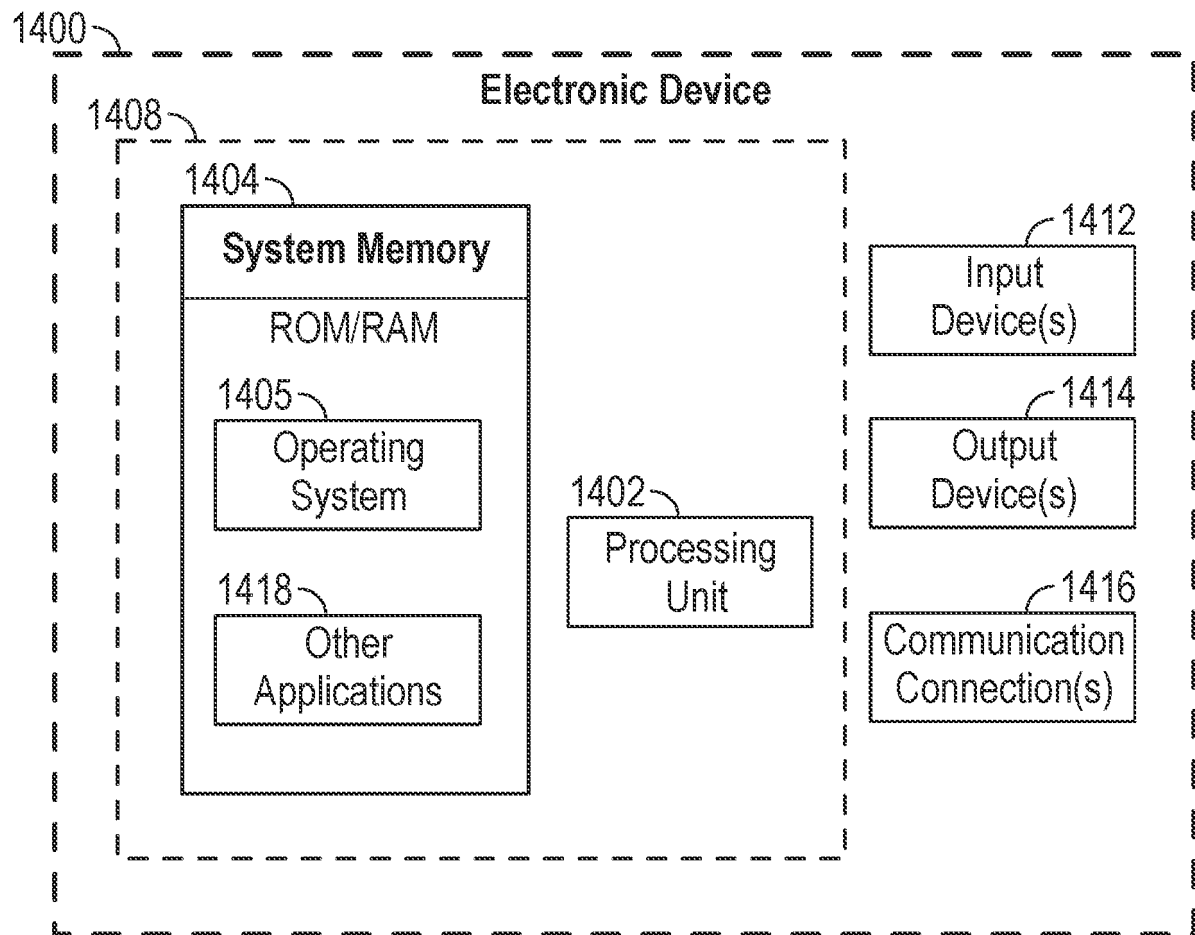 1400
Electronic Device
1408
1404
System Memory
ROM/RAM
1405
Operating
System
1418
Other
Applications
1402
Processing
Unit
1412
Input
Device(s)
1414
Output
Device(s)
1416
Communication
Connection(s)